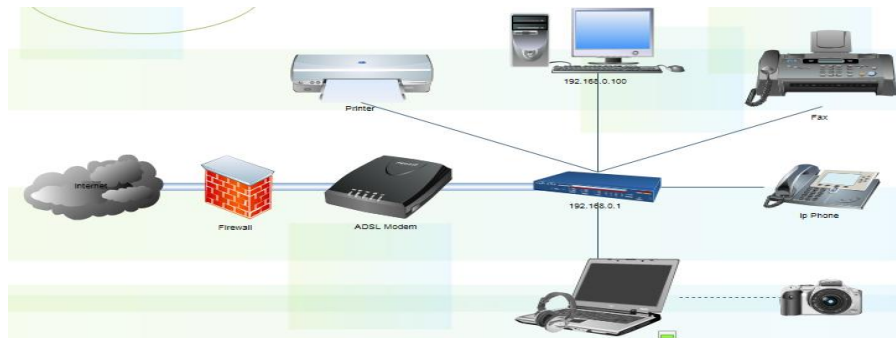 192.168.0.100
Printer
Fax
Internet
Firewall
ADSL Modem
192.168.0.1
Ip Phone